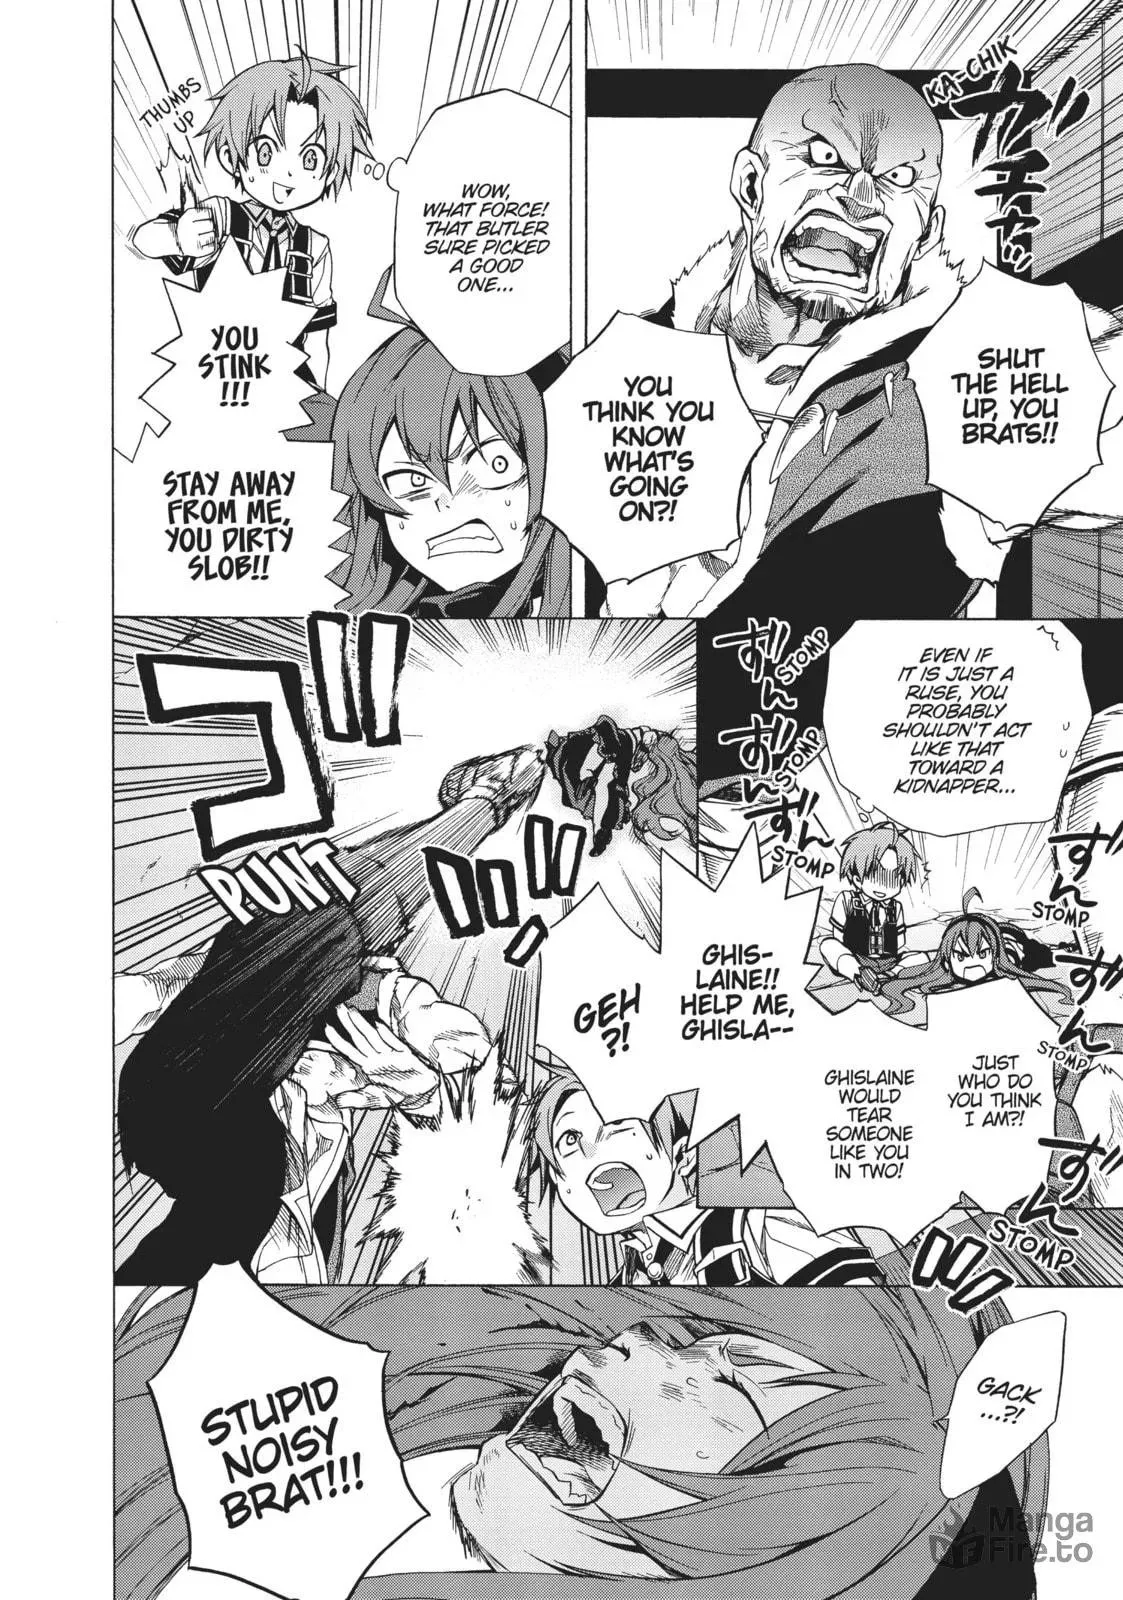 KA-CHIK
ガチャッ
SHUT
THE HELL
UP, YOU
BRATS!!
YOU
THINK YOU
KNOW
WHAT'S
GOING
ON?!
WOW,
WHAT FORCE!
THAT BUTLER
SURE PICKED
A GOOD
ONE...
THUMBS
UP
YOU
STINK
!!!
STAY AWAY
FROM ME,
YOU DIRTY
SLOB!!
EVEN IF
IT IS JUST A
RUSE, YOU
PROBABLY
SHOULDN'T ACT
LIKE THAT
TOWARD A
KIDNAPPER...
ずん
STOMP
ずん
STOMP
ずん
STOMP
ずん
STOMP
ずん
STOMP
ずん
STOMP
JUST
WHO DO
YOU THINK
I AM?!
GHISLAINE
WOULD
TEAR
SOMEONE
LIKE YOU
IN TWO!
GHIS-
LAINE!!
HELP ME,
GHISLA--
GEH
?!
ゴ
PUNT
GACK
...?!
STUPID
NOISY
BRAT!!!
Manga
Fire.to